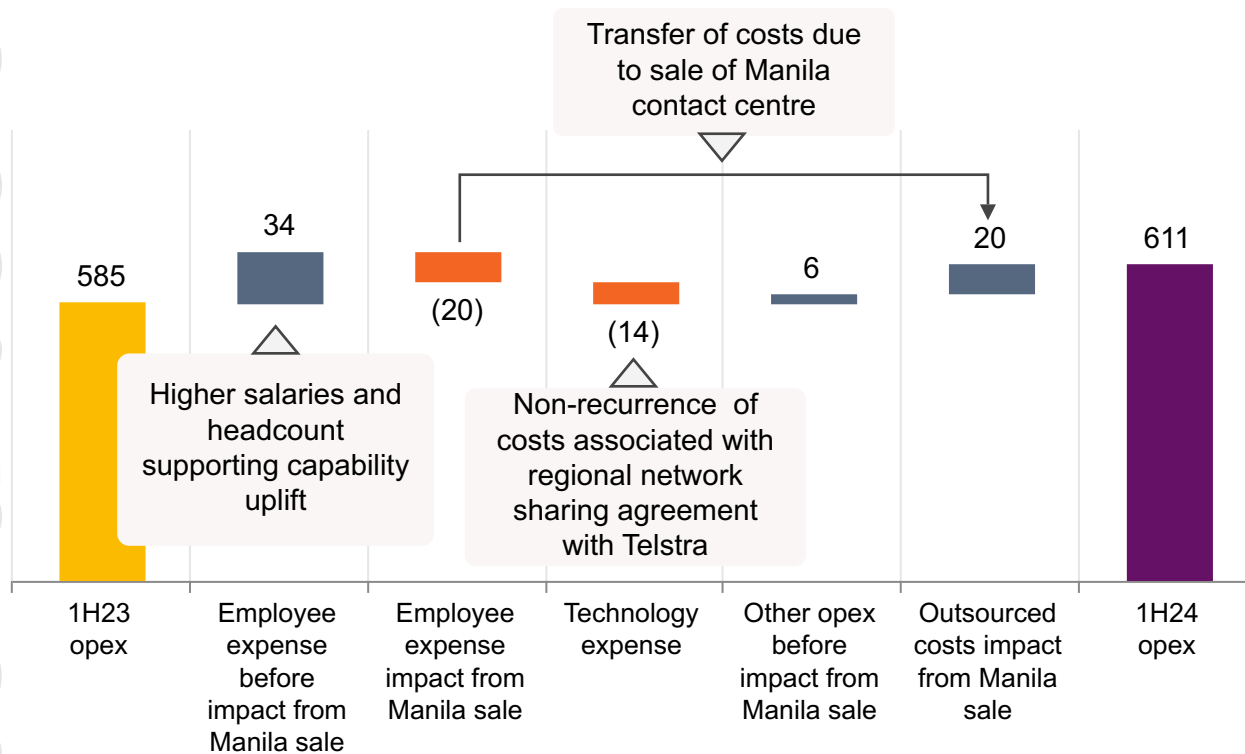 Transfer of costs due
to sale of Manila
contact centre
585
34
(20)
(14)
6
20
611
Higher salaries and
headcount
supporting capability
uplift
Non-recurrence of
costs associated with
regional network
sharing agreement
with Telstra
1H23
opex
Employee
expense
before
impact from
Manila sale
Employee
expense
impact from
Manila sale
Technology
expense
Other opex
before
impact from
Manila sale
Outsourced
costs impact
from Manila
sale
1H24
opex